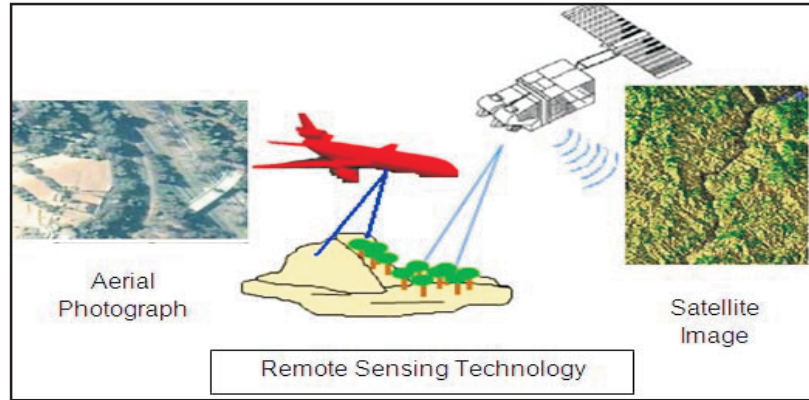 Aerial
Photograph
Satellite
Image
Remote Sensing Technology